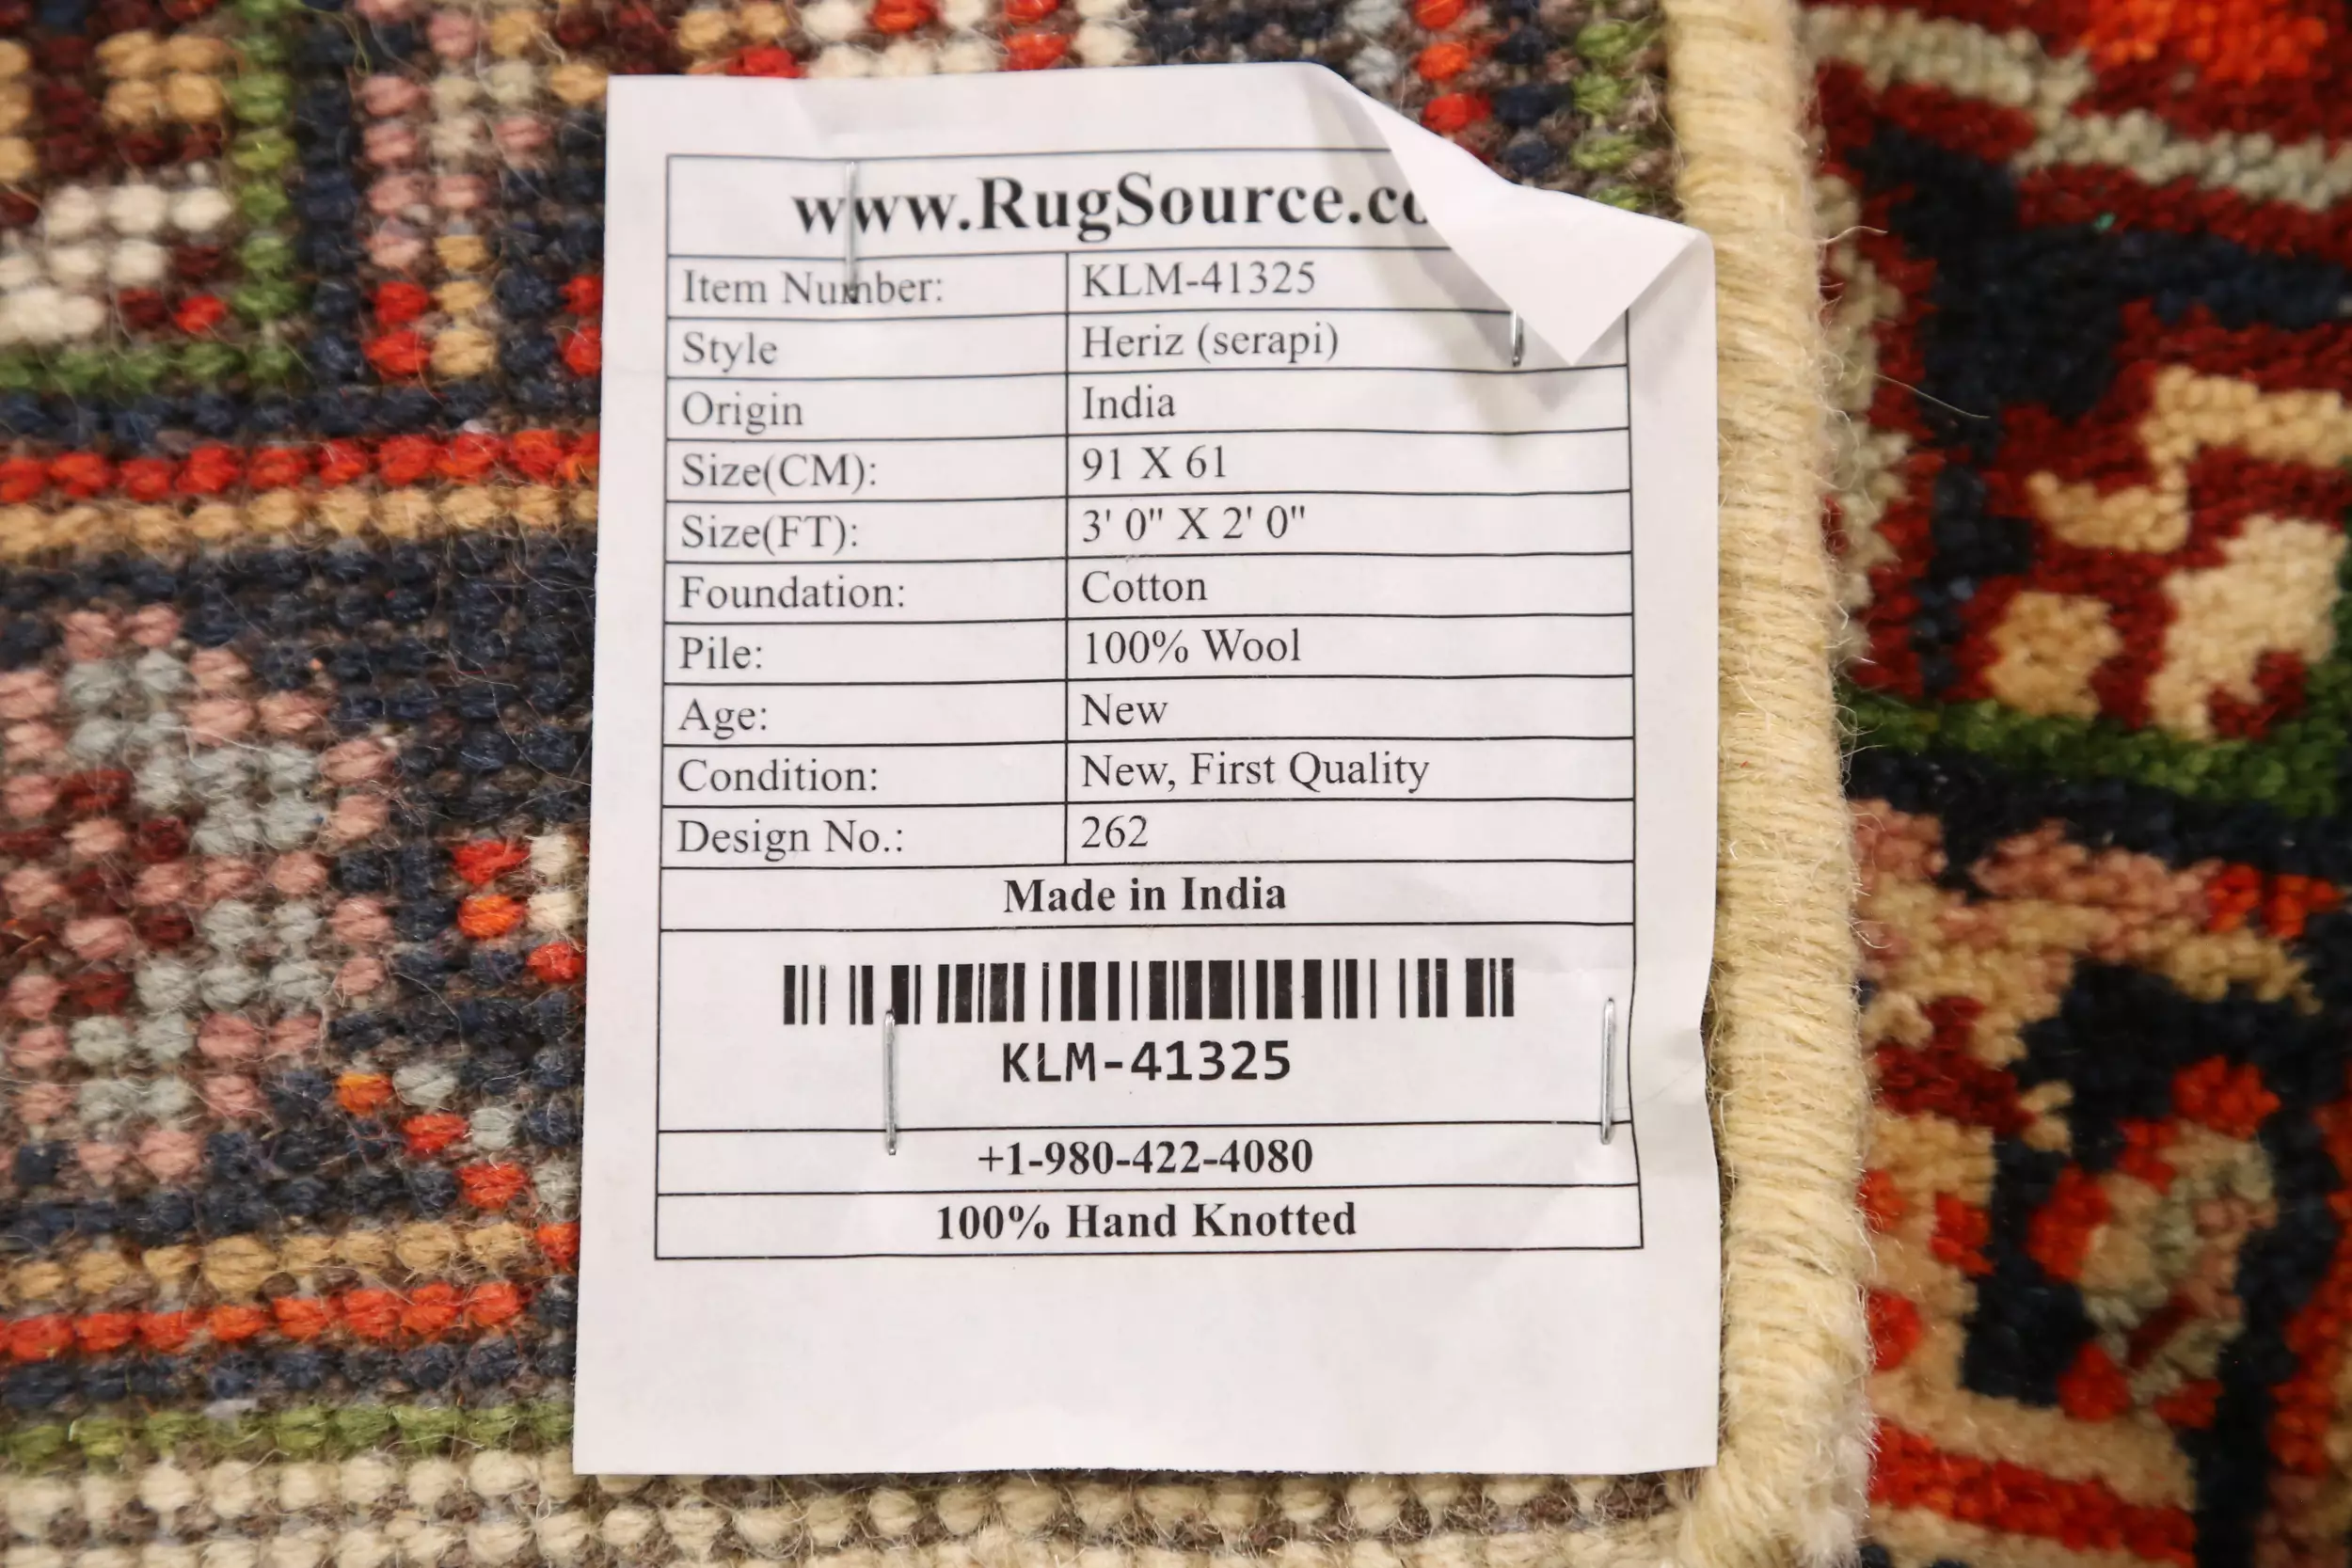 www.RugSource.co
Item Number: KLM-41325
Style Heriz (serapi)
Origin India
Size(CM): 91 X 61
Size(FT): 3' 0" X 2' 0"
Foundation: Cotton
Pile: 100% Wool
Age: New
Condition: New, First Quality
Design No.: 262
Made in India
KLM-41325
+1-980-422-4080
100% Hand Knotted